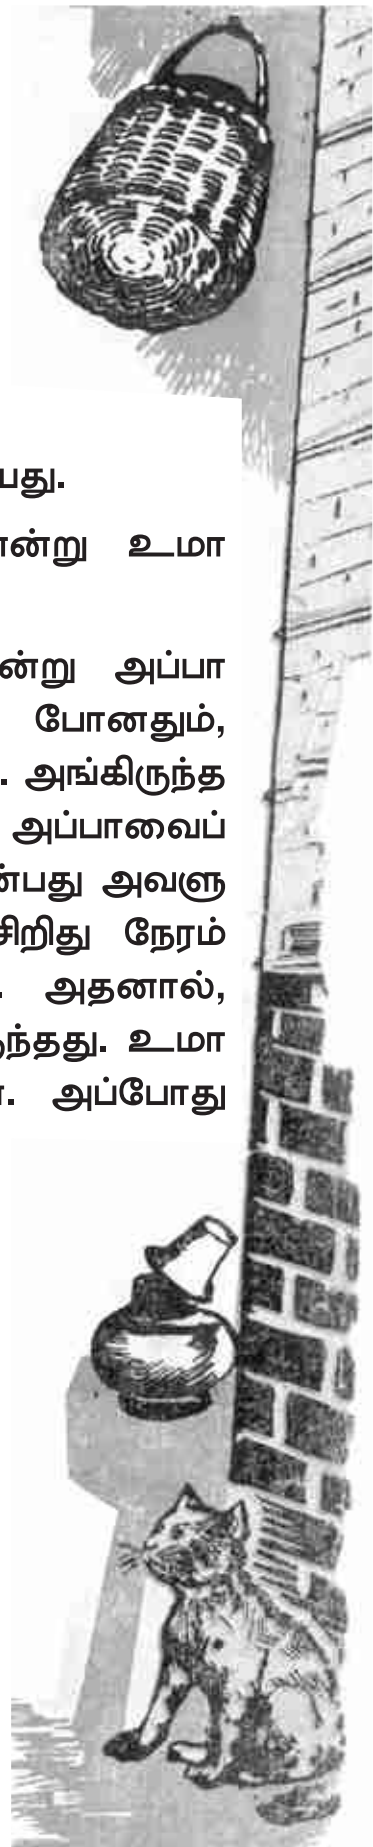 பது.
ன்று உமா
ன்று அப்பா
போனதும்,
. அங்கிருந்த
அப்பாவைப்
ன்பது அவளு
சிறிது நேரம்
. அதனால்,
ந்தது. உமா
. அப்போது